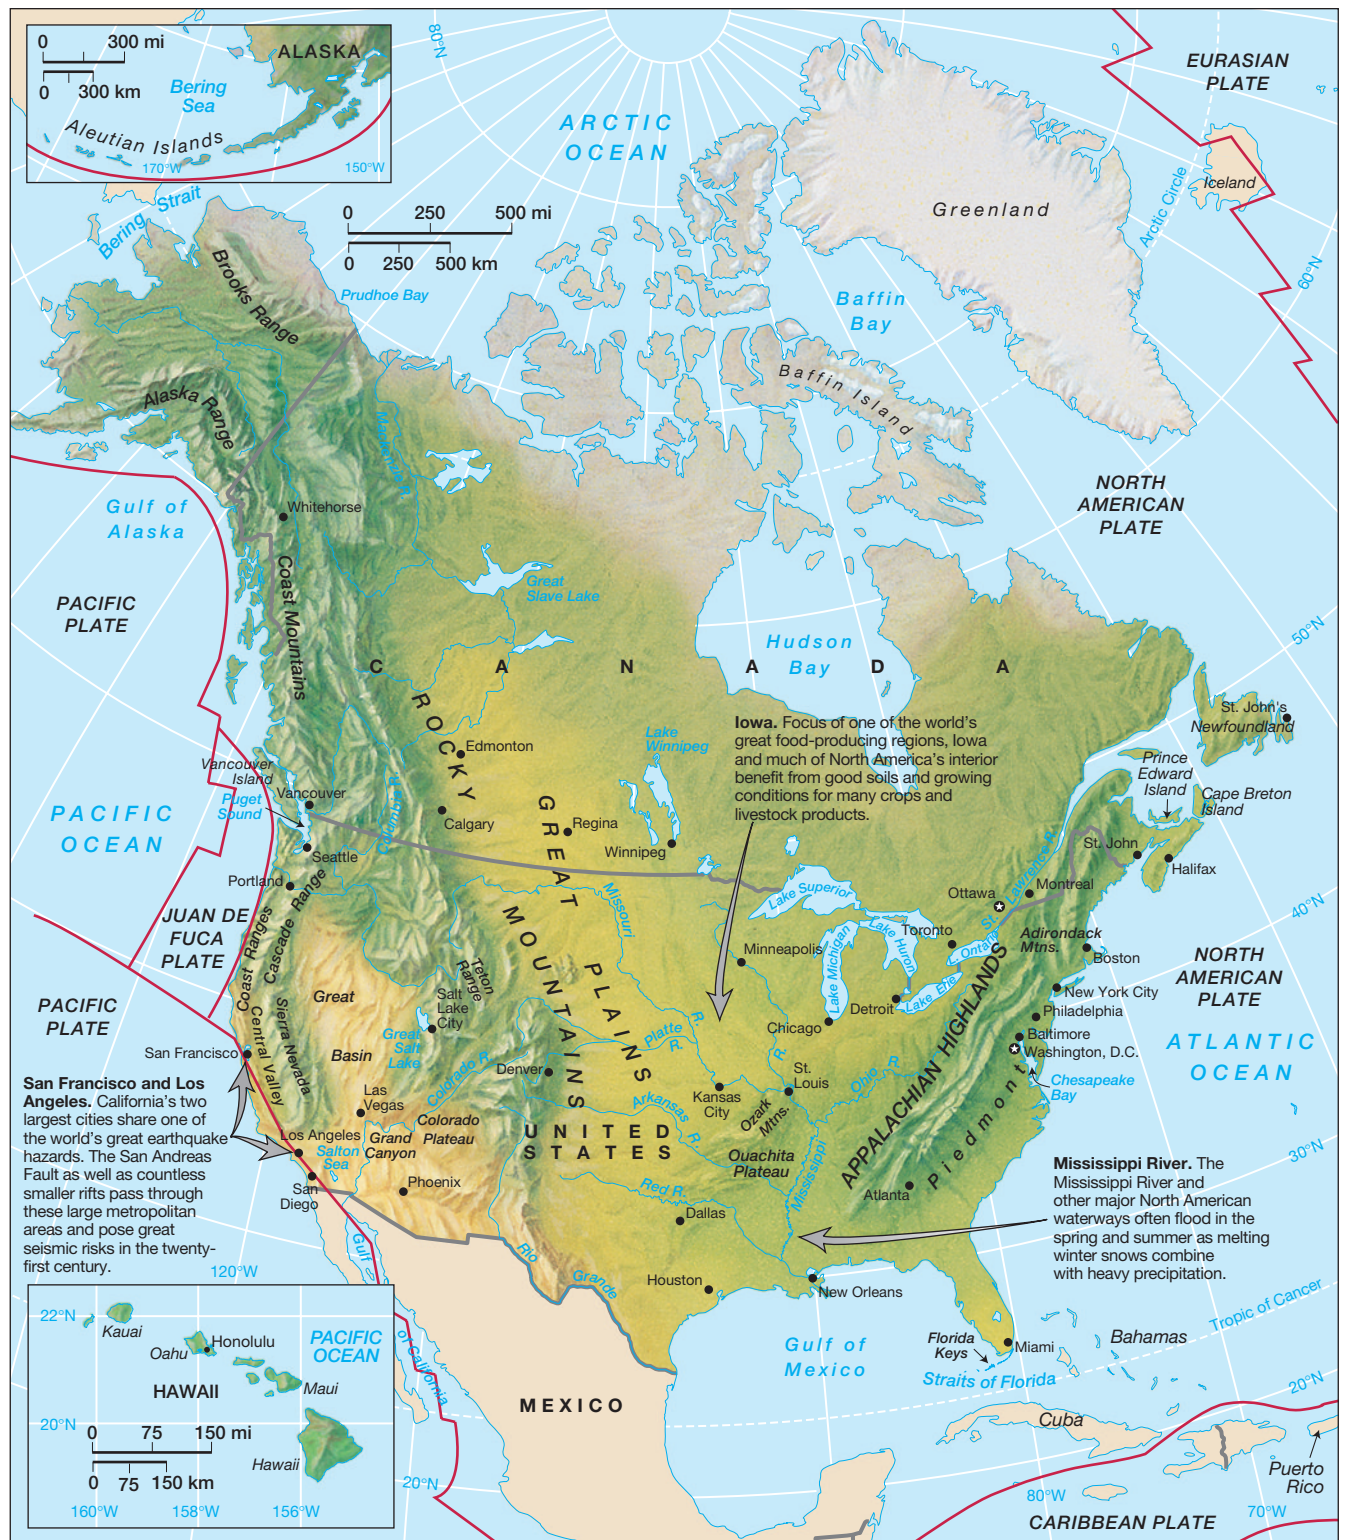 0 300 mi
0 300 km
ALASKA
Bering
Sea
Aleutian Islands
170°W
150°W
80°N
ARCTIC
OCEAN
EURASIAN
PLATE
Iceland
Arctic Circle
60°N
Greenland
Bering Strait
0 250 500 mi
0 250 500 km
Prudhoe Bay
Brooks Range
Baffin
Bay
Baffin Island
Alaska Range
Mackenzie R.
Gulf of
Alaska
Whitehorse
NORTH
AMERICAN
PLATE
PACIFIC
PLATE
Coast Mountains
Great
Slave Lake
Hudson
Bay
50°N
CANADA
ROCKY
MOUNTAINS
Iowa. Focus of one of the world's
great food-producing regions, Iowa
and much of North America's interior
benefit from good soils and growing
conditions for many crops and
livestock products.
St. John's
Newfoundland
Lake
Winnipeg
Edmonton
Vancouver
Island
Puget
Sound
Vancouver
Columbia R.
Calgary
GREAT
PLAINS
Regina
Winnipeg
Prince
Edward
Island
Cape Breton
Island
PACIFIC
OCEAN
Seattle
Portland
St. John
Halifax
St. Lawrence R.
Lake Superior
Ottawa
Montreal
Missouri
R.
40°N
JUAN DE
FUCA
PLATE
Coast Ranges
Cascade Range
Minneapolis
Lake Michigan
Lake Huron
Toronto
L. Ontario
Adirondack
Mtns.
Boston
NORTH
AMERICAN
PLATE
Teton
Range
PACIFIC
PLATE
Great
Basin
Salt
Lake
City
Great
Salt
Lake
Detroit
Lake Erie
New York City
Philadelphia
Chicago
Baltimore
Washington, D.C.
ATLANTIC
OCEAN
Platte
R.
San Francisco
Central Valley
Sierra Nevada
Denver
Colorado R.
R.
St.
Louis
Ohio R.
APPALACHIAN HIGHLANDS
Piedmont
Chesapeake
Bay
San Francisco and Los
Angeles. California's two
largest cities share one of
the world's great earthquake
hazards. The San Andreas
Fault as well as countless
smaller rifts pass through
these large metropolitan
areas and pose great
seismic risks in the twenty-
first century.
Las
Vegas
Kansas
City
Ozark
Mtns.
Arkansas R.
Colorado
Plateau
Grand
Canyon
Los Angeles
Salton
Sea
UNITED
STATES
Ouachita
Plateau
Mississippi
30°N
San
Diego
Phoenix
Red R.
Dallas
Atlanta
Mississippi River. The
Mississippi River and
other major North American
waterways often flood in the
spring and summer as melting
winter snows combine
with heavy precipitation.
Gulf
of California
Rio
Grande
120°W
Houston
New Orleans
Tropic of Cancer
22°N
Kauai
Oahu
Honolulu
PACIFIC
OCEAN
HAWAII
Maui
20°N
0 75 150 mi
0 75 150 km
Hawaii
160°W
158°W
156°W
Gulf of
Mexico
Florida
Keys
Miami
Bahamas
Straits of Florida
20°N
MEXICO
Cuba
Puerto
Rico
20°N
80°W
70°W
CARIBBEAN PLATE